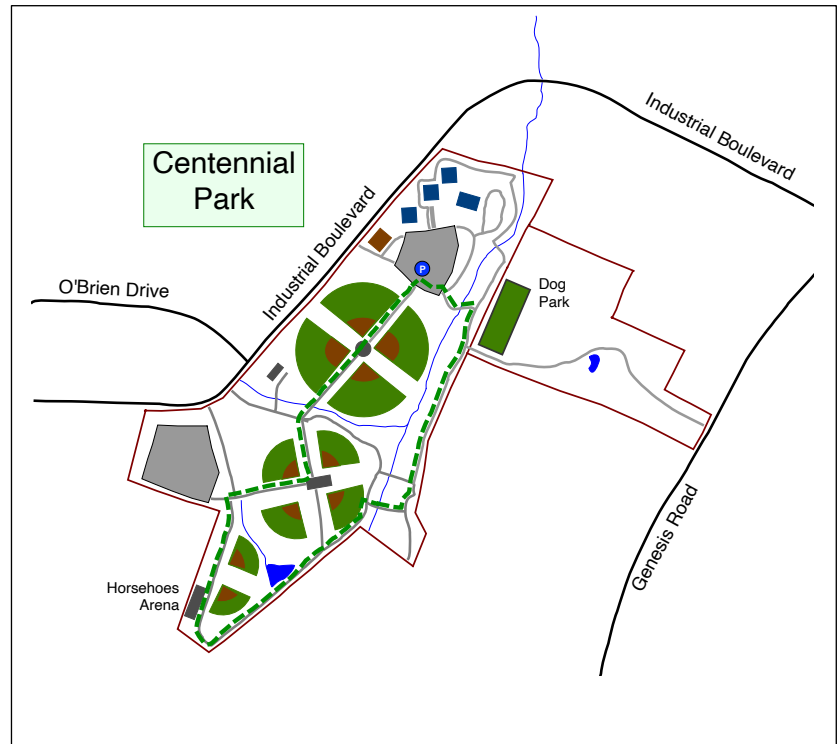 Industrial Boulevard
Centennial
Park
Industrial Boulevard
O'Brien Drive
P
Dog
Park
Genesis Road
Horsehoes
Arena